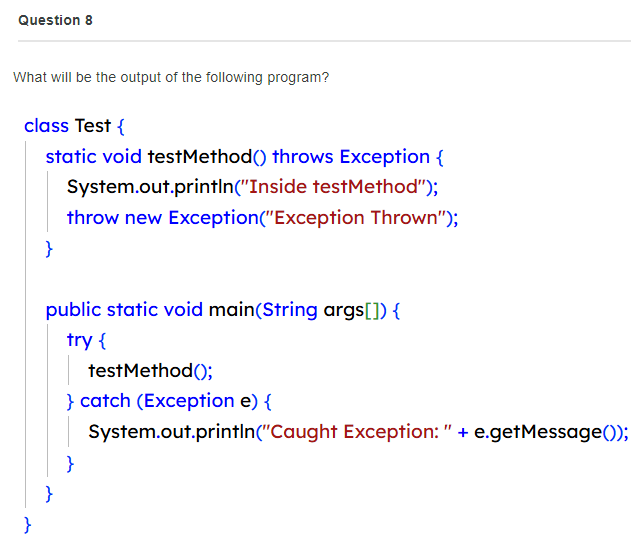 Question 8
What will be the output of the following program?
class Test {
static void testMethod() throws Exception {
System.out.println("Inside testMethod");
throw new Exception("Exception Thrown");
}
public static void main(String args[]) {
try {
testMethod();
} catch (Exception e) {
System.out.println("Caught Exception: " + e.getMessage());
}
}
}